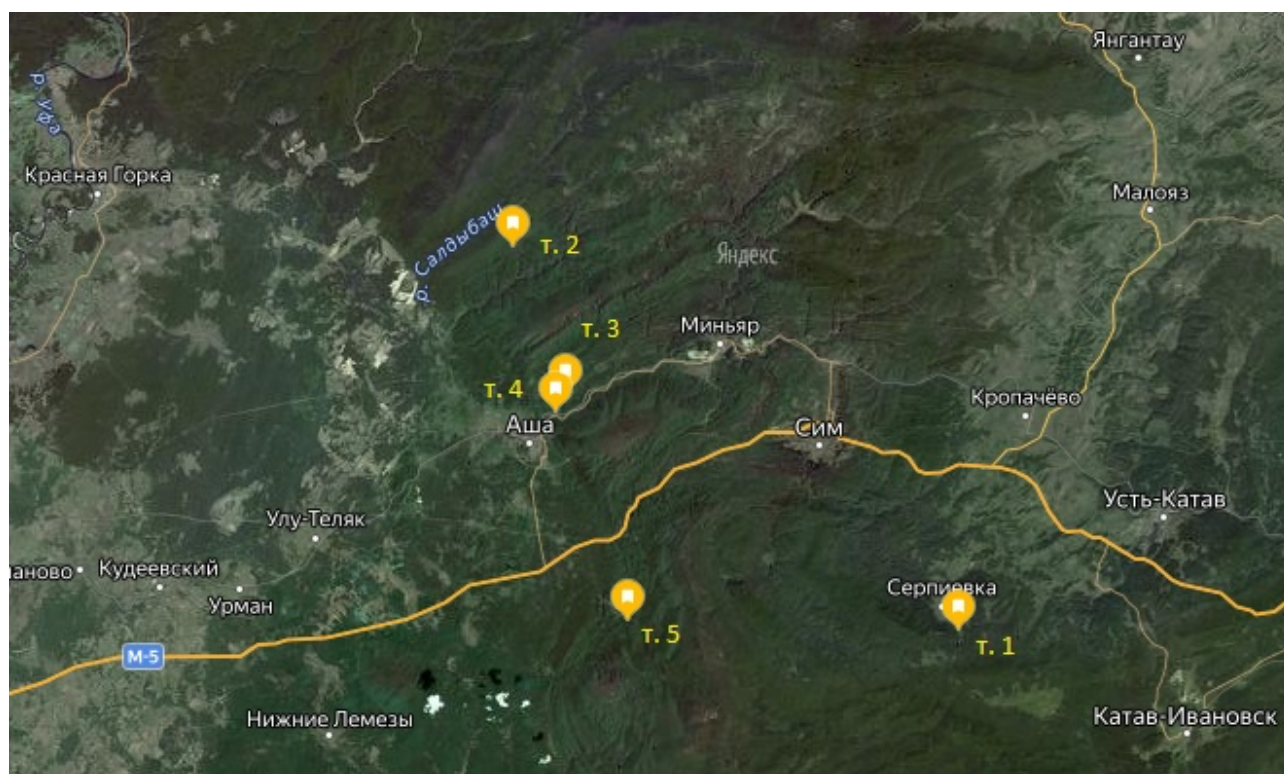 Янгантау
р. Уфа
Красная Горка
Малояз
р. Салдыбаш
т. 2
Яндекс
т. 3
Миньяр
т. 4
Кропачёво
Аша
Сим
Усть-Катав
Улу-Теляк
ланово
Кудеевский
Серпиевка
Урман
т. 5
т. 1
М-5
Нижние Лемезы
Катав-Ивановск